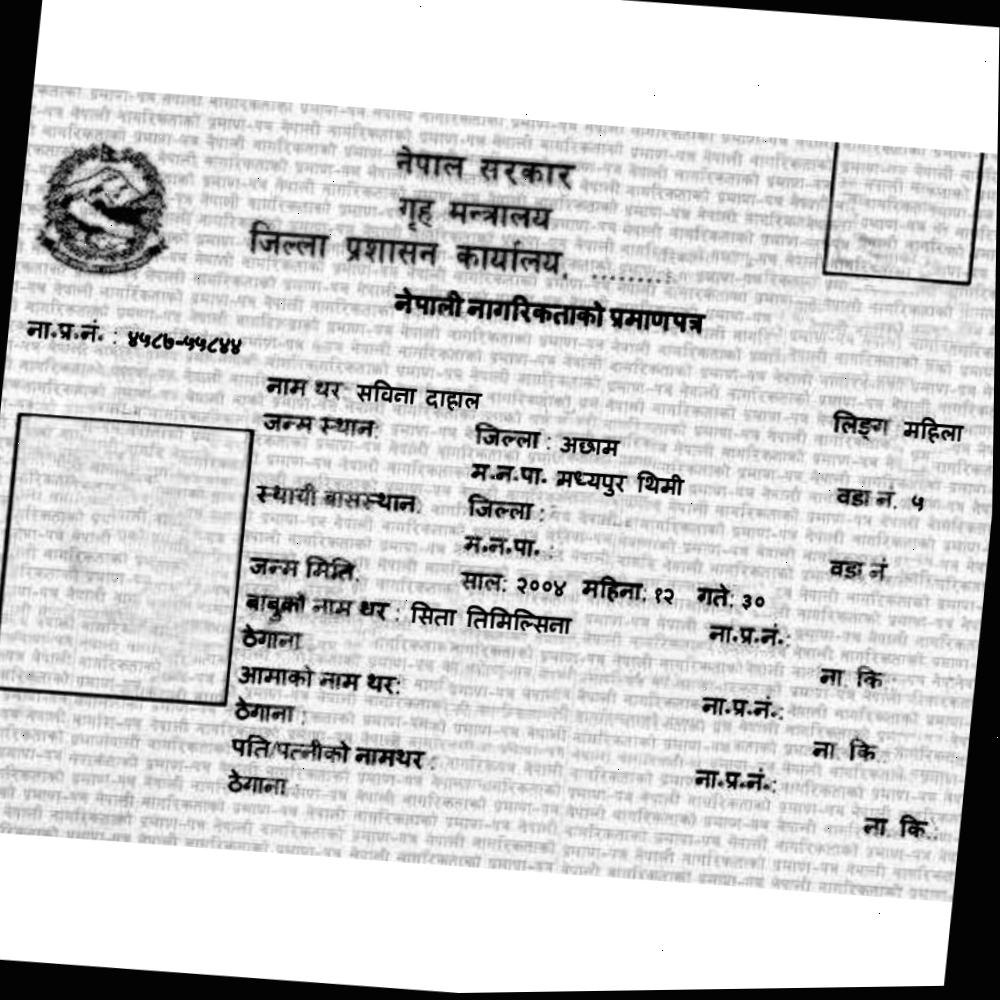 नेपाल सरकार
गृह मन्त्रालय
जिल्ला प्रशासन कार्यालय, .........
नेपाली नागरिकताको प्रमाणपत्र
ना.प्र.नं. : ४५८७-५५८४४
नाम थर सविना दाहाल लिङ्ग महिला
जन्म स्थान: जिल्ला : अछाम
म.न.पा. मध्यपुर थिमी वडा नं. ५
स्थायी बासस्थान: जिल्ला :
म.न.पा. : वडा नं
जन्म मिति: साल: २००४ महिना: १२ गते: ३०
बाबुको नाम थर : सिता तिमिल्सिना ना.प्र.नं.:
ठेगाना ना कि
आमाको नाम थर: ना.प्र.नं.:
ठेगाना : ना कि.:
पति/पत्नीको नामथर : ना.प्र.नं.:
ठेगाना : ना कि.: